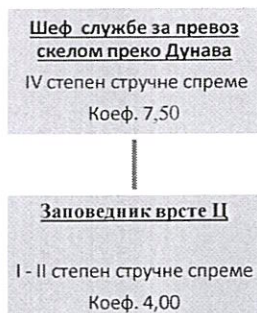 Шеф службе за превоз
скелом преко Дунава
IV степен стручне спреме
Коеф. 7,50
Заповедник врсте Ц
I - II степен стручне спреме
Коеф. 4,00